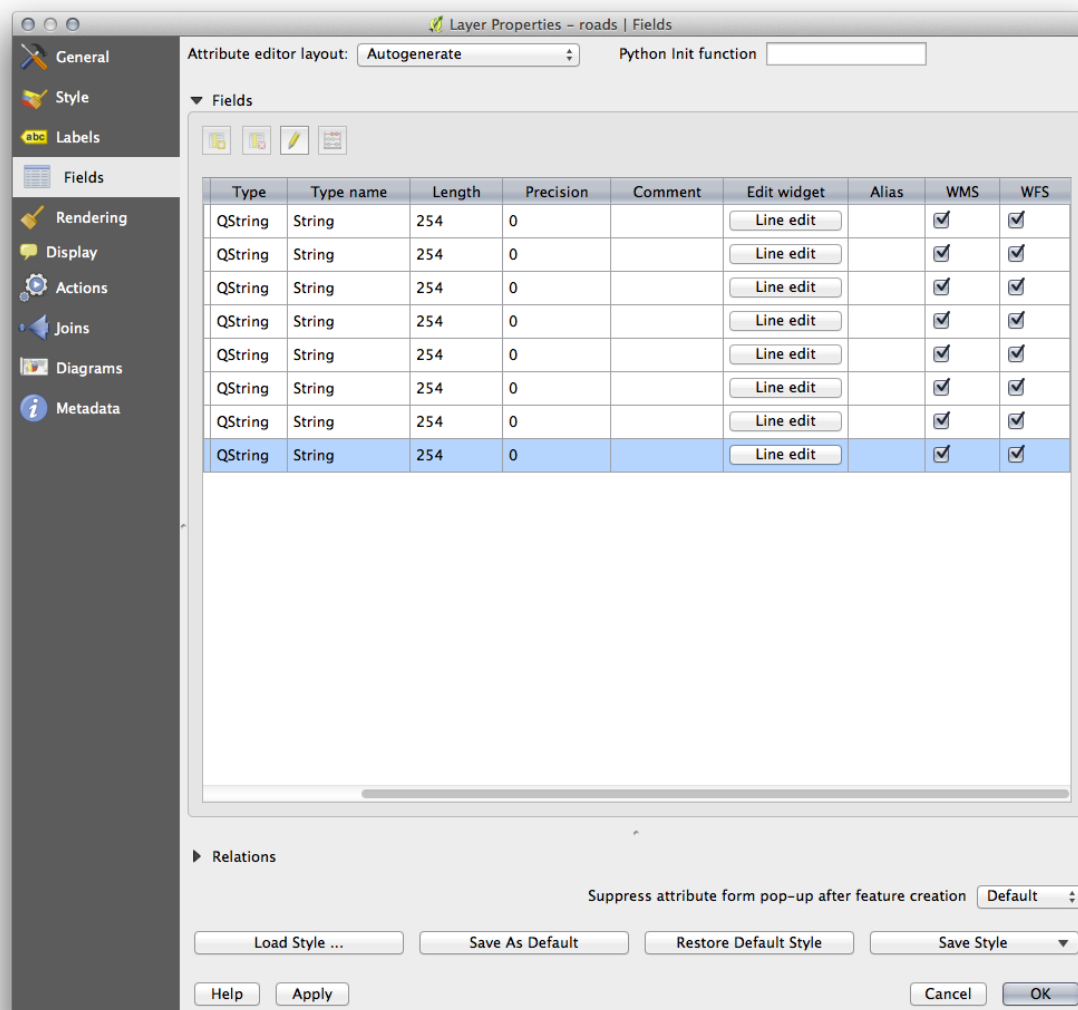 Layer Properties – roads | Fields
General
Style
abc Labels
Fields
Rendering
Display
Actions
Joins
Diagrams
i Metadata
Attribute editor layout: Autogenerate Python Init function
Fields
Type Type name Length Precision Comment Edit widget Alias WMS WFS
QString String 254 0 Line edit
QString String 254 0 Line edit
QString String 254 0 Line edit
QString String 254 0 Line edit
QString String 254 0 Line edit
QString String 254 0 Line edit
QString String 254 0 Line edit
QString String 254 0 Line edit
Relations
Suppress attribute form pop-up after feature creation Default
Load Style ... Save As Default Restore Default Style Save Style
Help Apply Cancel OK